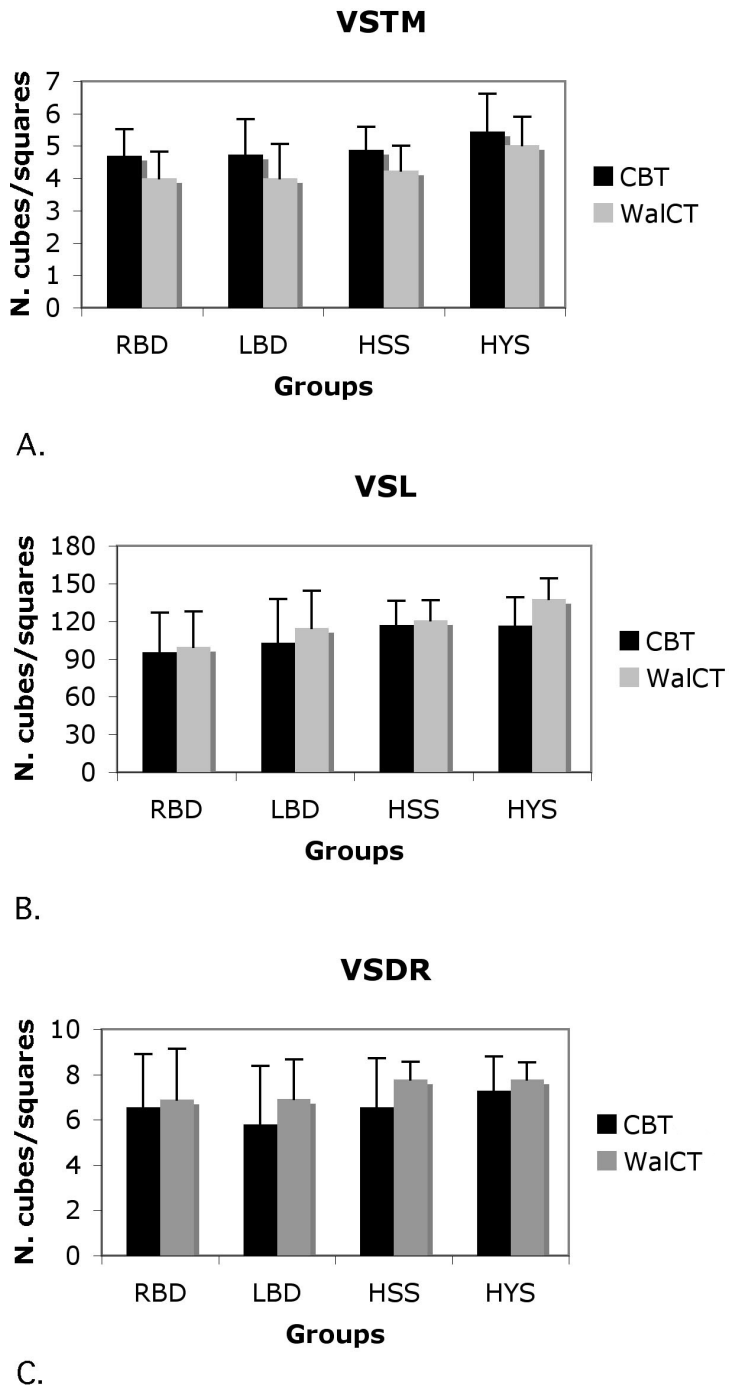 VSTM
N. cubes/squares
7
6
5
4
3
2
1
0
CBT
WalCT
RBD LBD HSS HYS
Groups
A.
VSL
N. cubes/squares
180
150
120
90
60
30
0
CBT
WalCT
RBD LBD HSS HYS
Groups
B.
VSDR
N. cubes/squares
10
8
6
4
2
0
CBT
WalCT
RBD LBD HSS HYS
Groups
C.